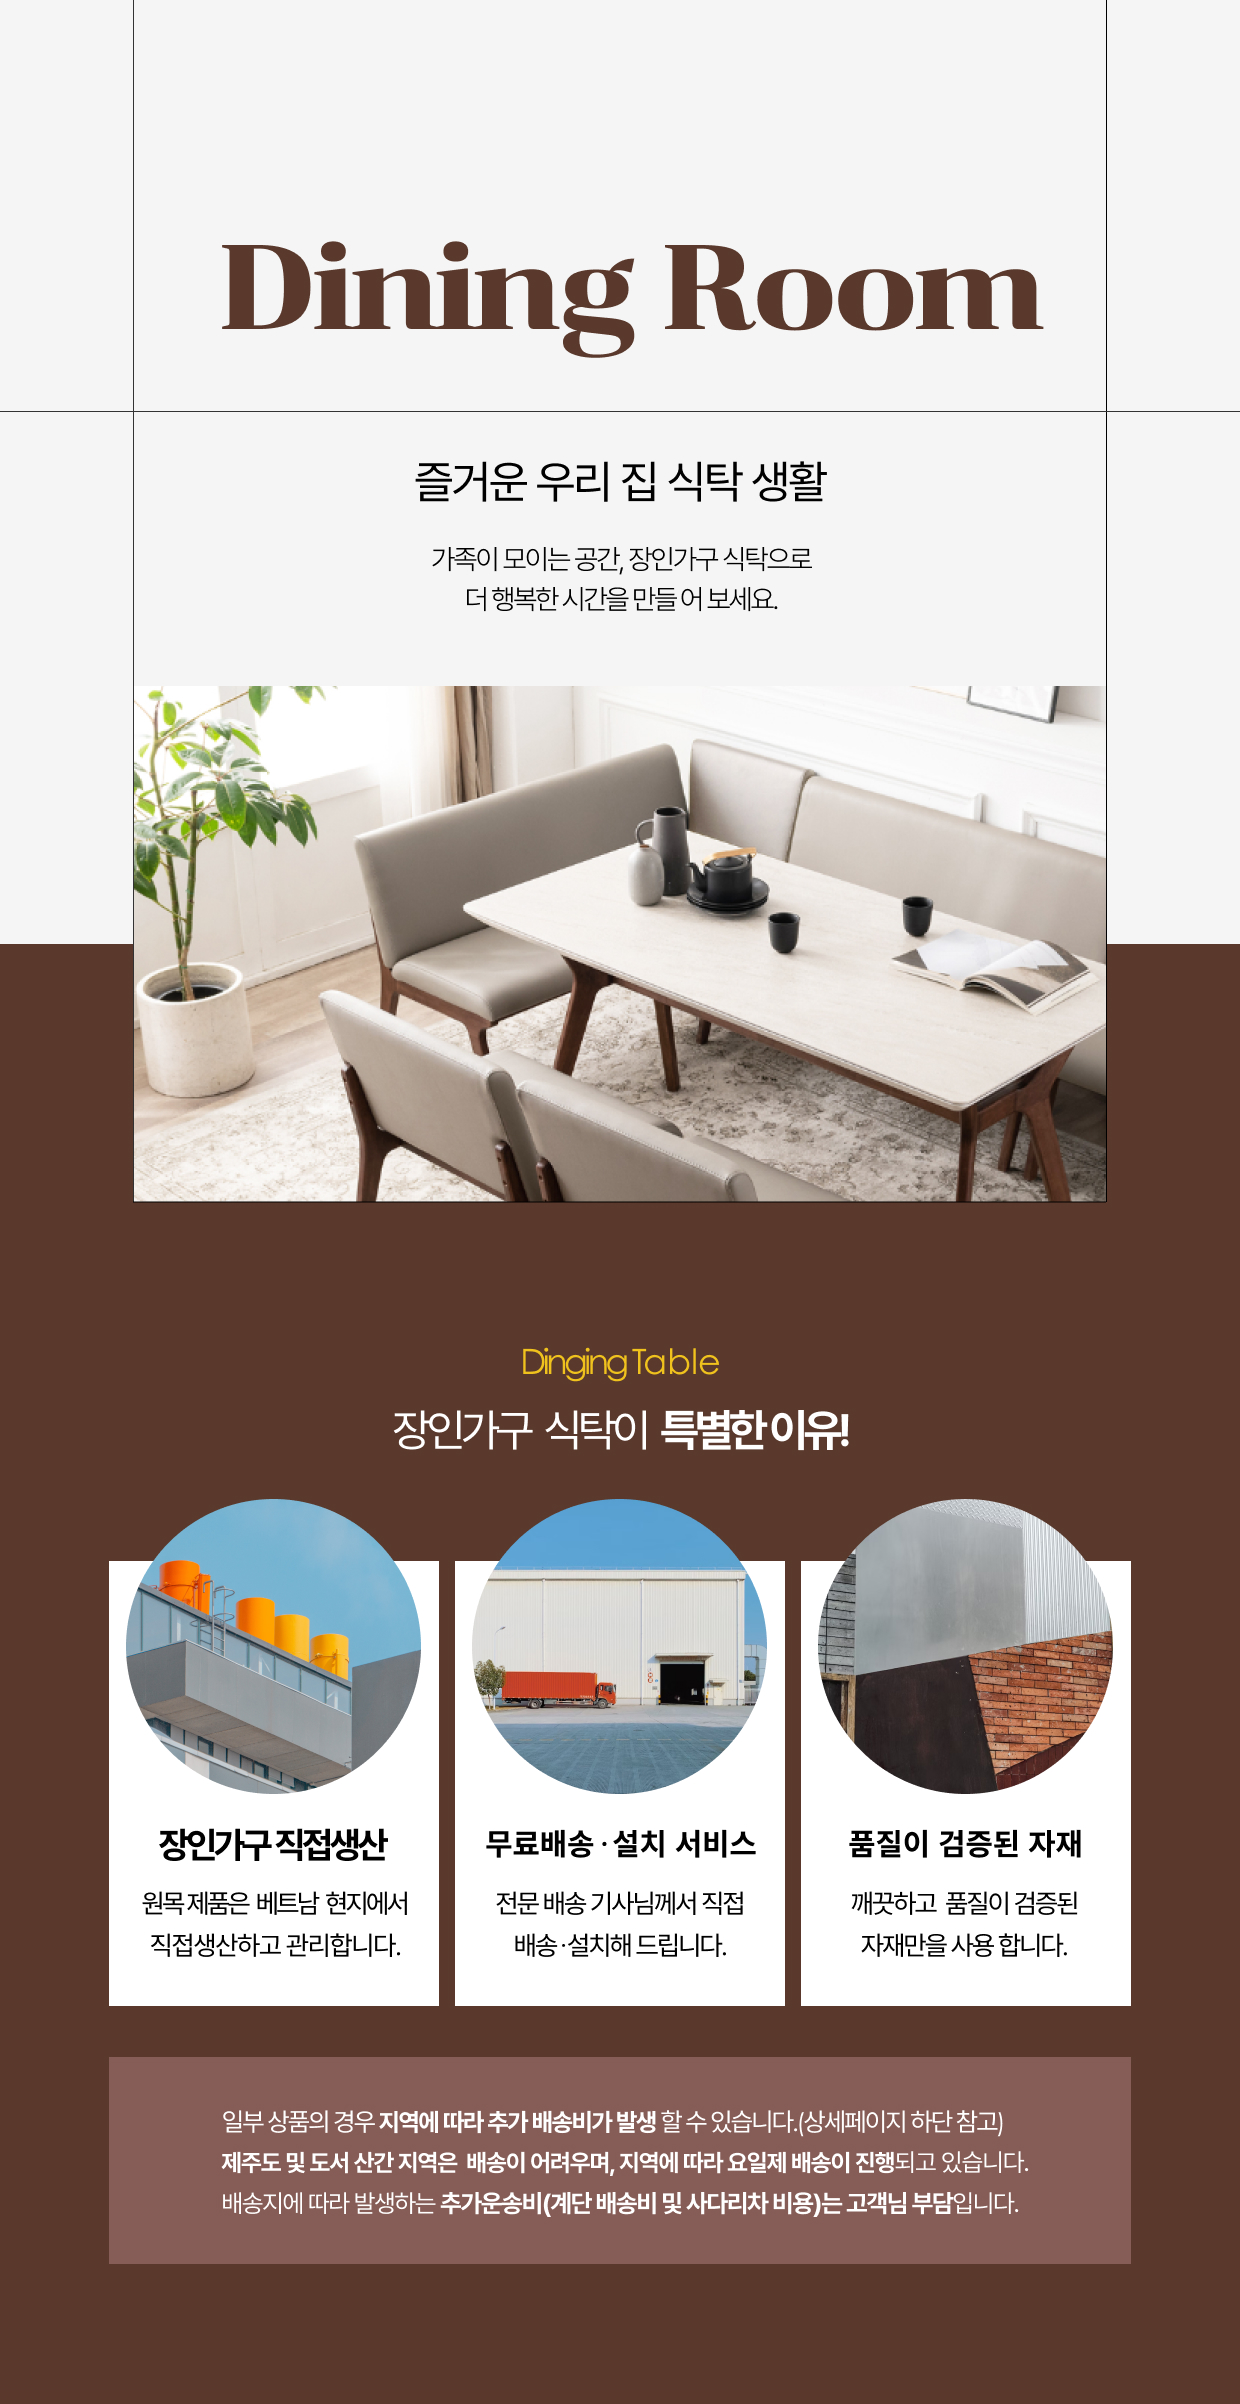 Dining Room
즐거운 우리 집 식탁 생활
가족이 모이는 공간, 장인가구 식탁으로
더 행복한 시간을 만들어 보세요.
Dinging Table
장인가구 식탁이 특별한 이유!
장인가구 직접생산
원목 제품은 베트남 현지에서
직접생산하고 관리합니다.
무료배송 · 설치 서비스
전문 배송 기사님께서 직접
배송 · 설치해 드립니다.
품질이 검증된 자재
깨끗하고 품질이 검증된
자재만을 사용 합니다.
일부 상품의 경우 지역에 따라 추가 배송비가 발생 할 수 있습니다.(상세페이지 하단 참고)
제주도 및 도서 산간 지역은 배송이 어려우며, 지역에 따라 요일제 배송이 진행되고 있습니다.
배송지에 따라 발생하는 추가운송비(계단 배송비 및 사다리차 비용)는 고객님 부담입니다.